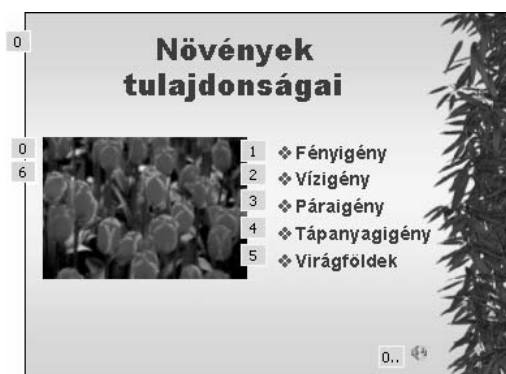 0
Növények
tulajdonságai
0
6
1 ❖ Fényigény
2 ❖ Vízigény
3 ❖ Páraigény
4 ❖ Tápanyagigény
5 ❖ Virágföldek
0..